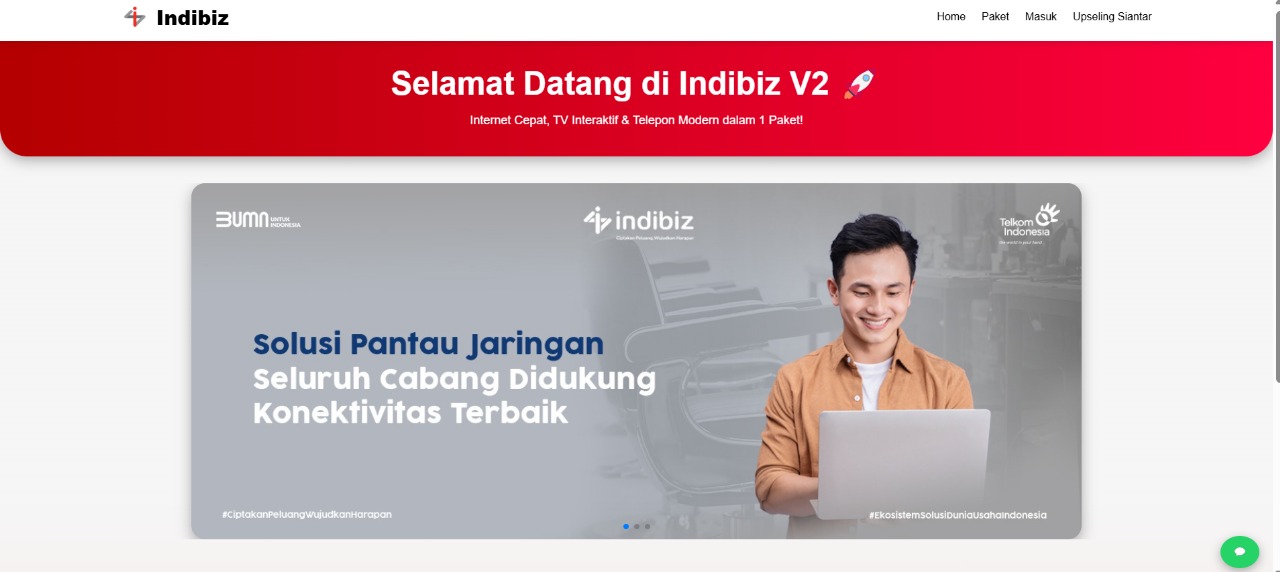 Indibiz
Home Paket Masuk Upseling Siantar
Selamat Datang di Indibiz V2 🚀
Internet Cepat, TV Interaktif & Telepon Modern dalam 1 Paket!
BUMN UNTUK INDONESIA
indibiz
Ciptakan Peluang Wujudkan Harapan
Telkom
Indonesia
the world in your hand
Solusi Pantau Jaringan
Seluruh Cabang Didukung
Konektivitas Terbaik
#CiptakanPeluangWujudkanHarapan
#EkosistemSolusiDuniaUsahaIndonesia